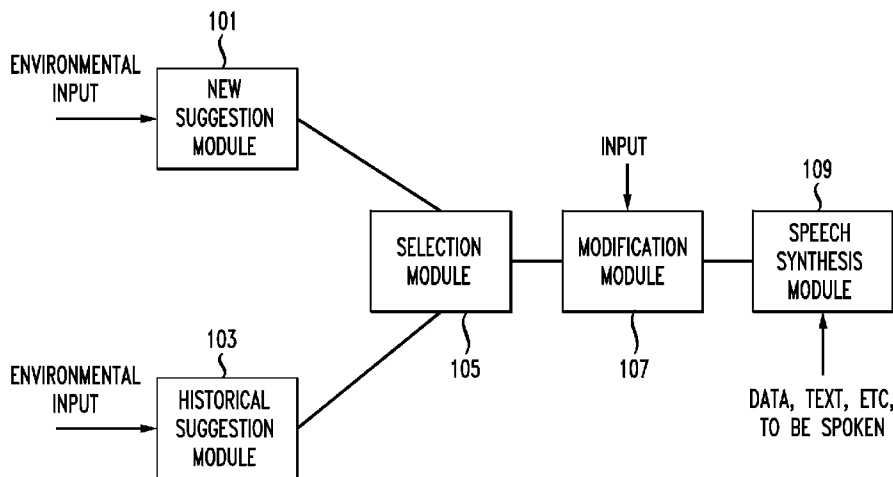 101
ENVIRONMENTAL
INPUT
NEW
SUGGESTION
MODULE
INPUT
109
SELECTION
MODULE
MODIFICATION
MODULE
SPEECH
SYNTHESIS
MODULE
103
105
107
ENVIRONMENTAL
INPUT
HISTORICAL
SUGGESTION
MODULE
DATA, TEXT, ETC,
TO BE SPOKEN